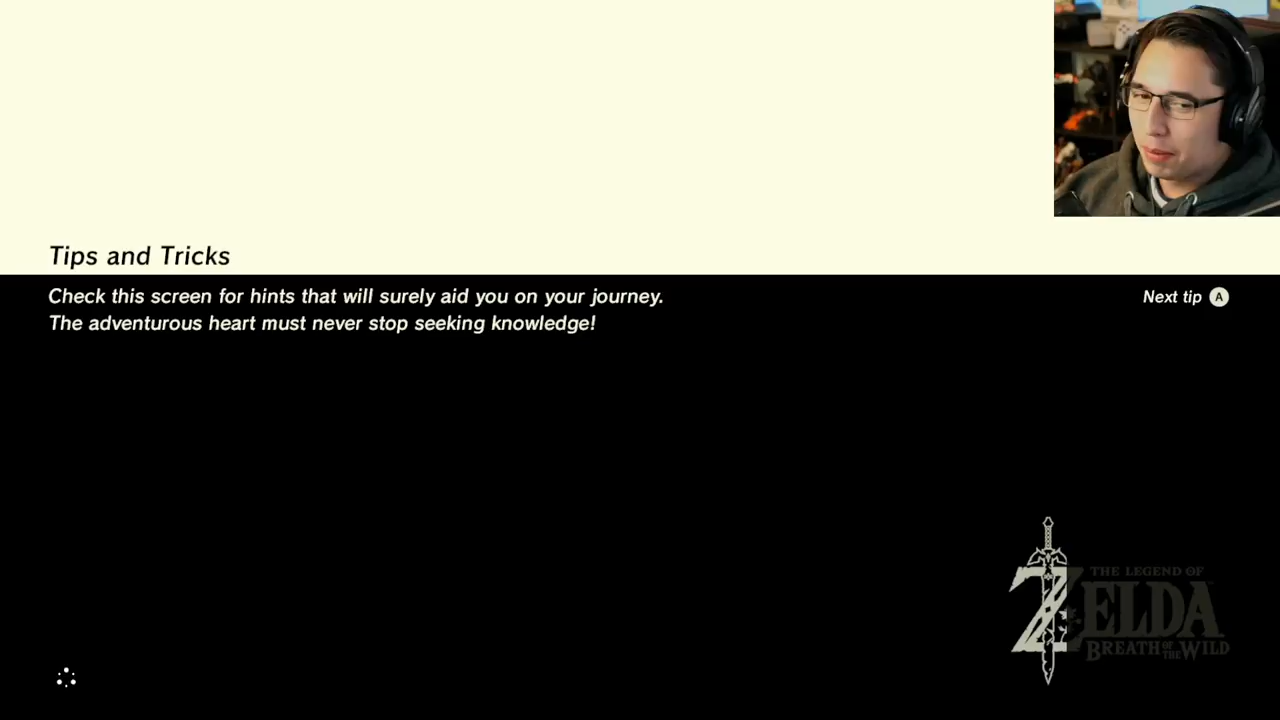 Tips and Tricks
Check this screen for hints that will surely aid you on your journey.
The adventurous heart must never stop seeking knowledge!
Next tip A
THE LEGEND OF
ZELDA
BREATH OF THE WILD